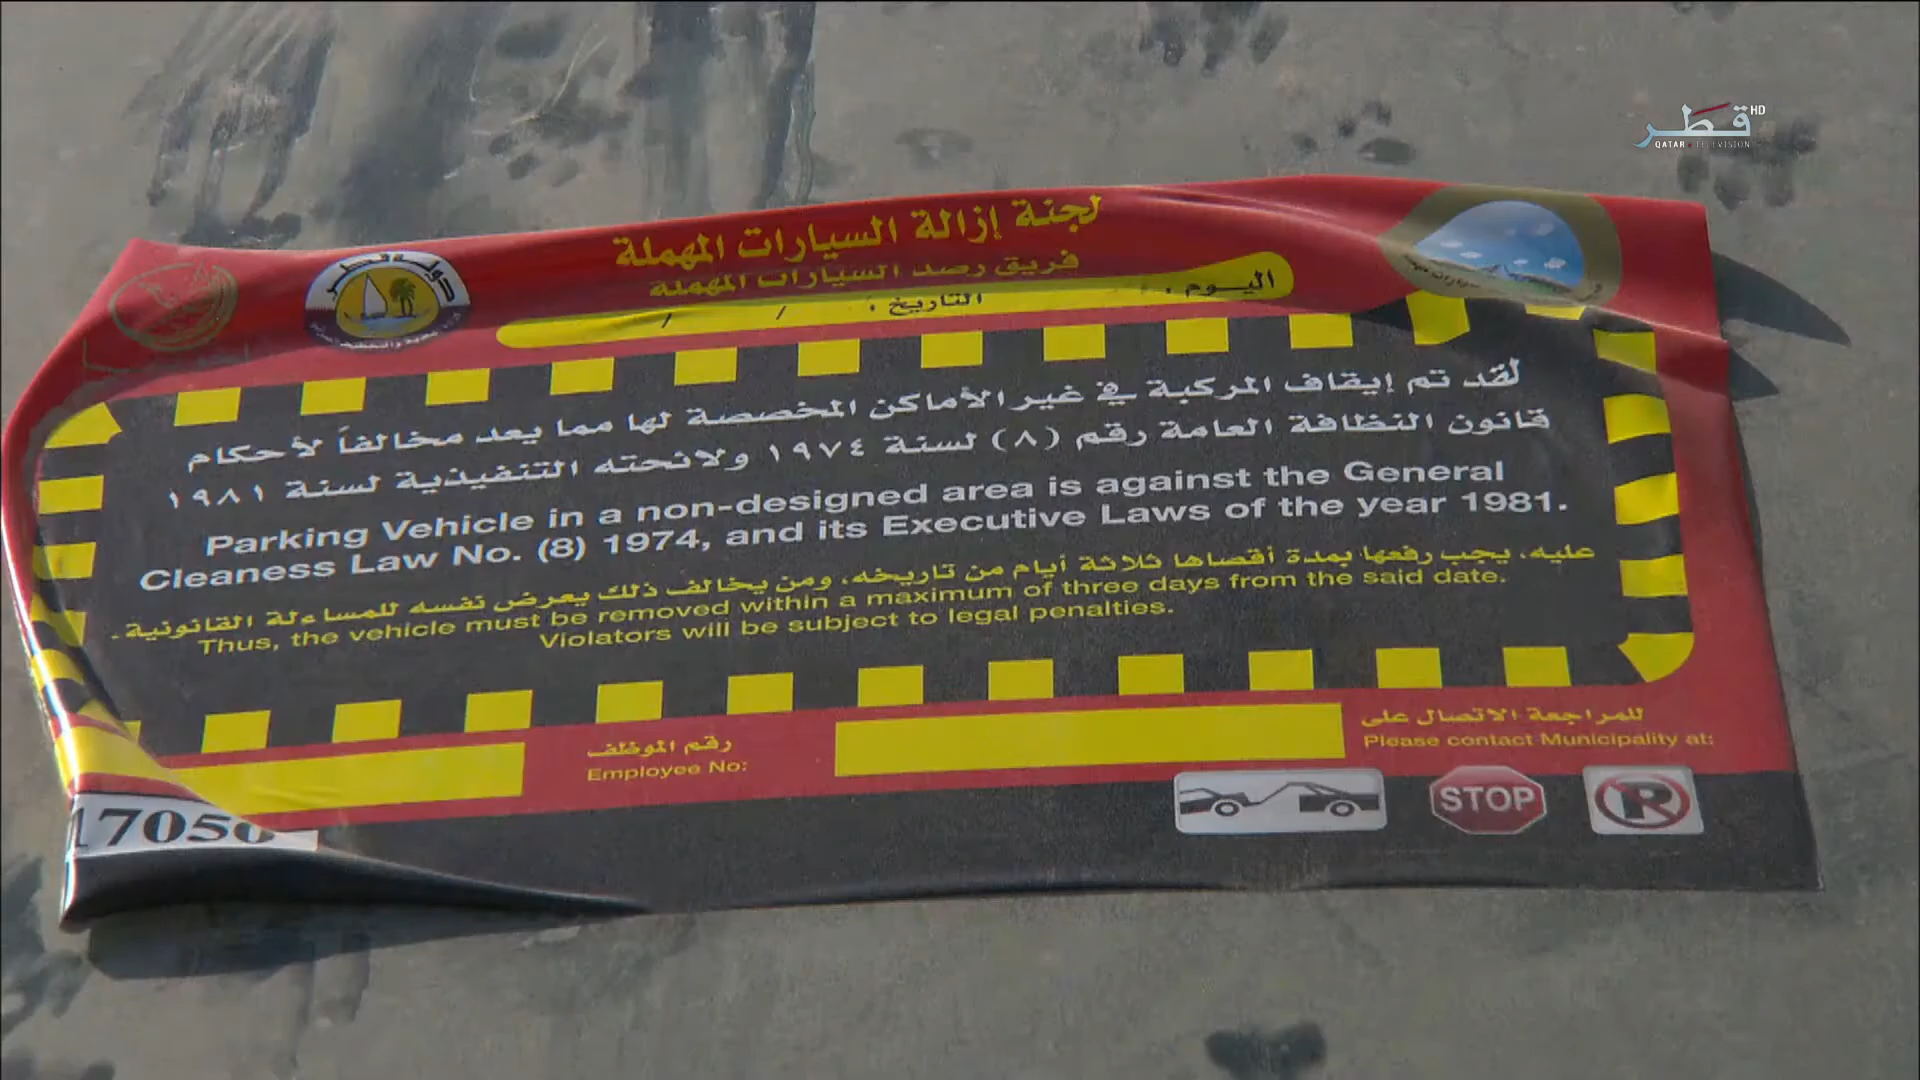 قطر HD
QATAR TELEVISION
لجنة إزالة السيارات المهملة
فريق رصد السيارات المهملة
اليوم :
التاريخ : / /
دولة قطر
لقد تم إيقاف المركبة في غير الأماكن المخصصة لها مما يعد مخالفاً لأحكام
قانون النظافة العامة رقم (٨) لسنة ١٩٧٤ ولائحته التنفيذية لسنة ١٩٨١
Parking Vehicle in a non-designed area is against the General
Cleaness Law No. (8) 1974, and its Executive Laws of the year 1981.
عليه، يجب رفعها بمدة أقصاها ثلاثة أيام من تاريخه، ومن يخالف ذلك يعرض نفسه للمساءلة القانونية.
Thus, the vehicle must be removed within a maximum of three days from the said date.
Violators will be subject to legal penalties.
للمراجعة الاتصال على
Please contact Municipality at:
رقم الموظف
Employee No:
17050
STOP
P